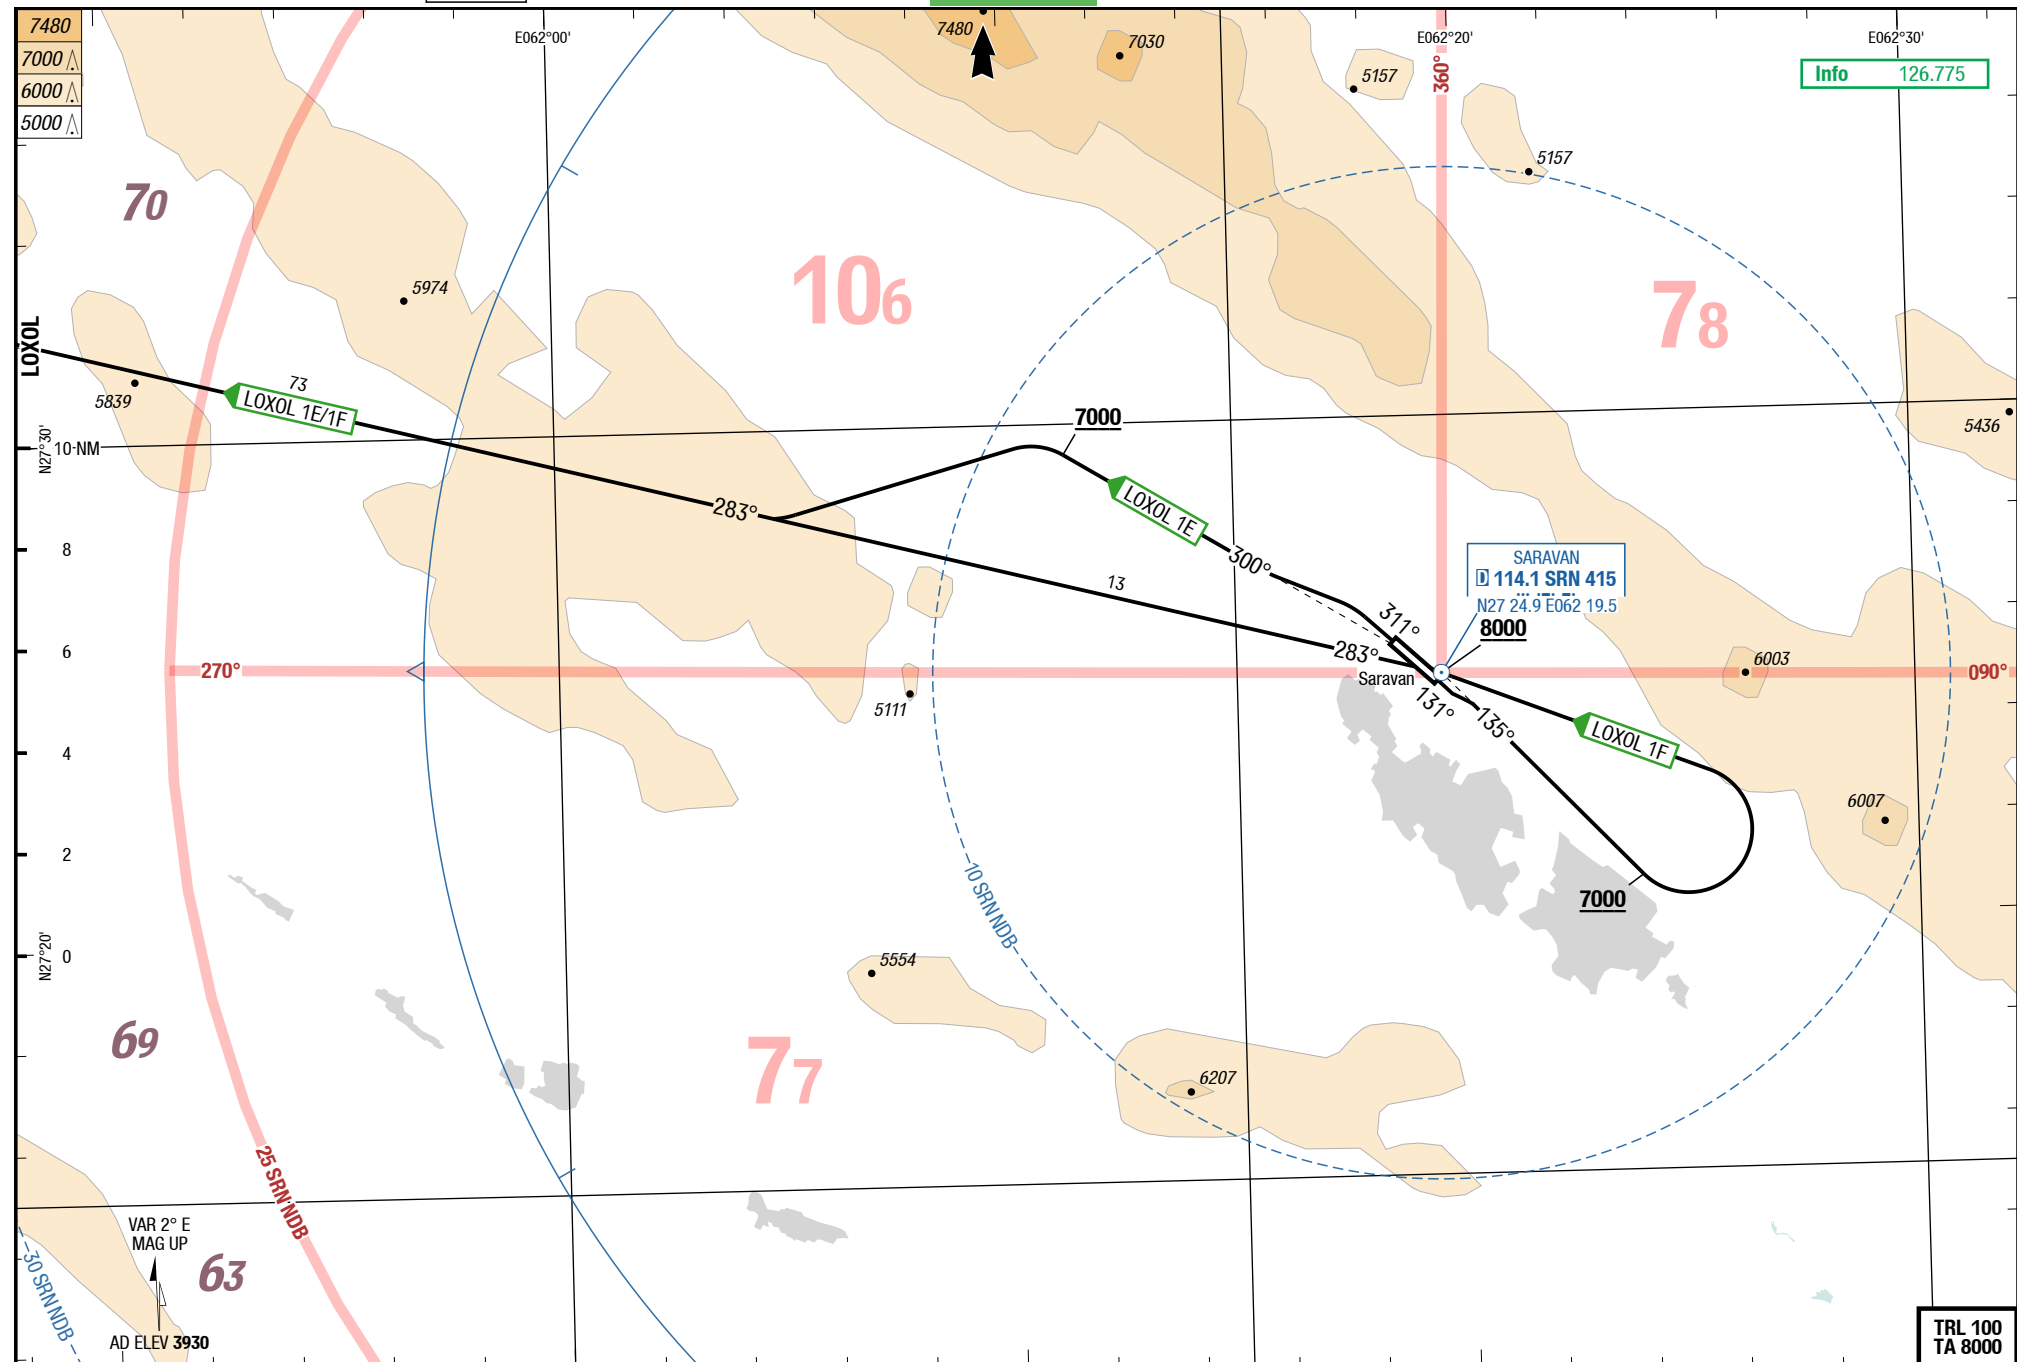 7480
7000
6000
5000
E062°00'
7480
7030
5157
E062°20'
360°
E062°30'
Info 126.775
5157
70
5974
106
78
LOXOL
73
LOXOL 1E/1F
5839
7000
5436
N27°30'
10 NM
283°
LOXOL 1E
8
300°
13
SARAVAN
D 114.1 SRN 415
N27 24.9 E062 19.5
311°
8000
6
270°
283°
6003
090°
Saravan
5111
131°
135°
LOXOL 1F
4
6007
2
7000
10 SRN NDB
N27°20'
0
5554
69
77
6207
25 SRN NDB
VAR 2° E
MAG UP
63
30 SRN NDB
AD ELEV 3930
TRL 100
TA 8000